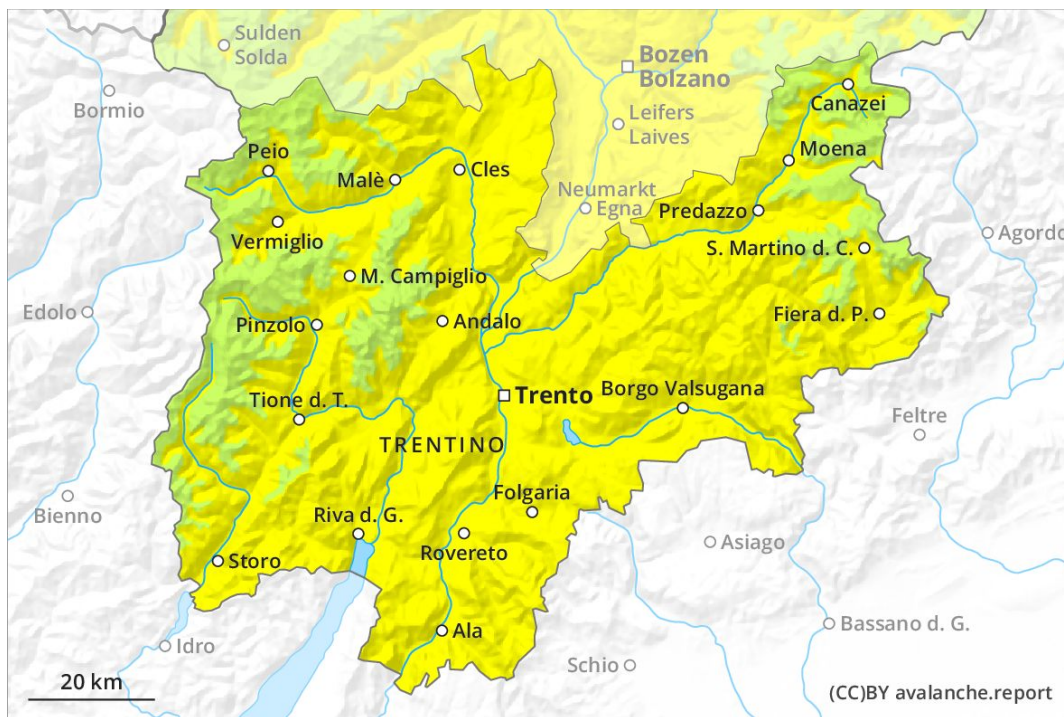 Sulden
Solda
Bozen
Bolzano
Bormio
Leifers
Laives
Canazei
Peio
Malè
Cles
Moena
Neumarkt
Egna
Predazzo
Vermiglio
S. Martino d. C.
Agordo
M. Campiglio
Edolo
Pinzolo
Andalo
Fiera d. P.
Tione d. T.
Trento
Borgo Valsugana
Feltre
TRENTINO
Bienno
Riva d. G.
Folgaria
Asiago
Storo
Rovereto
Idro
Ala
Bassano d. G.
Schio
20 km
(CC)BY avalanche.report